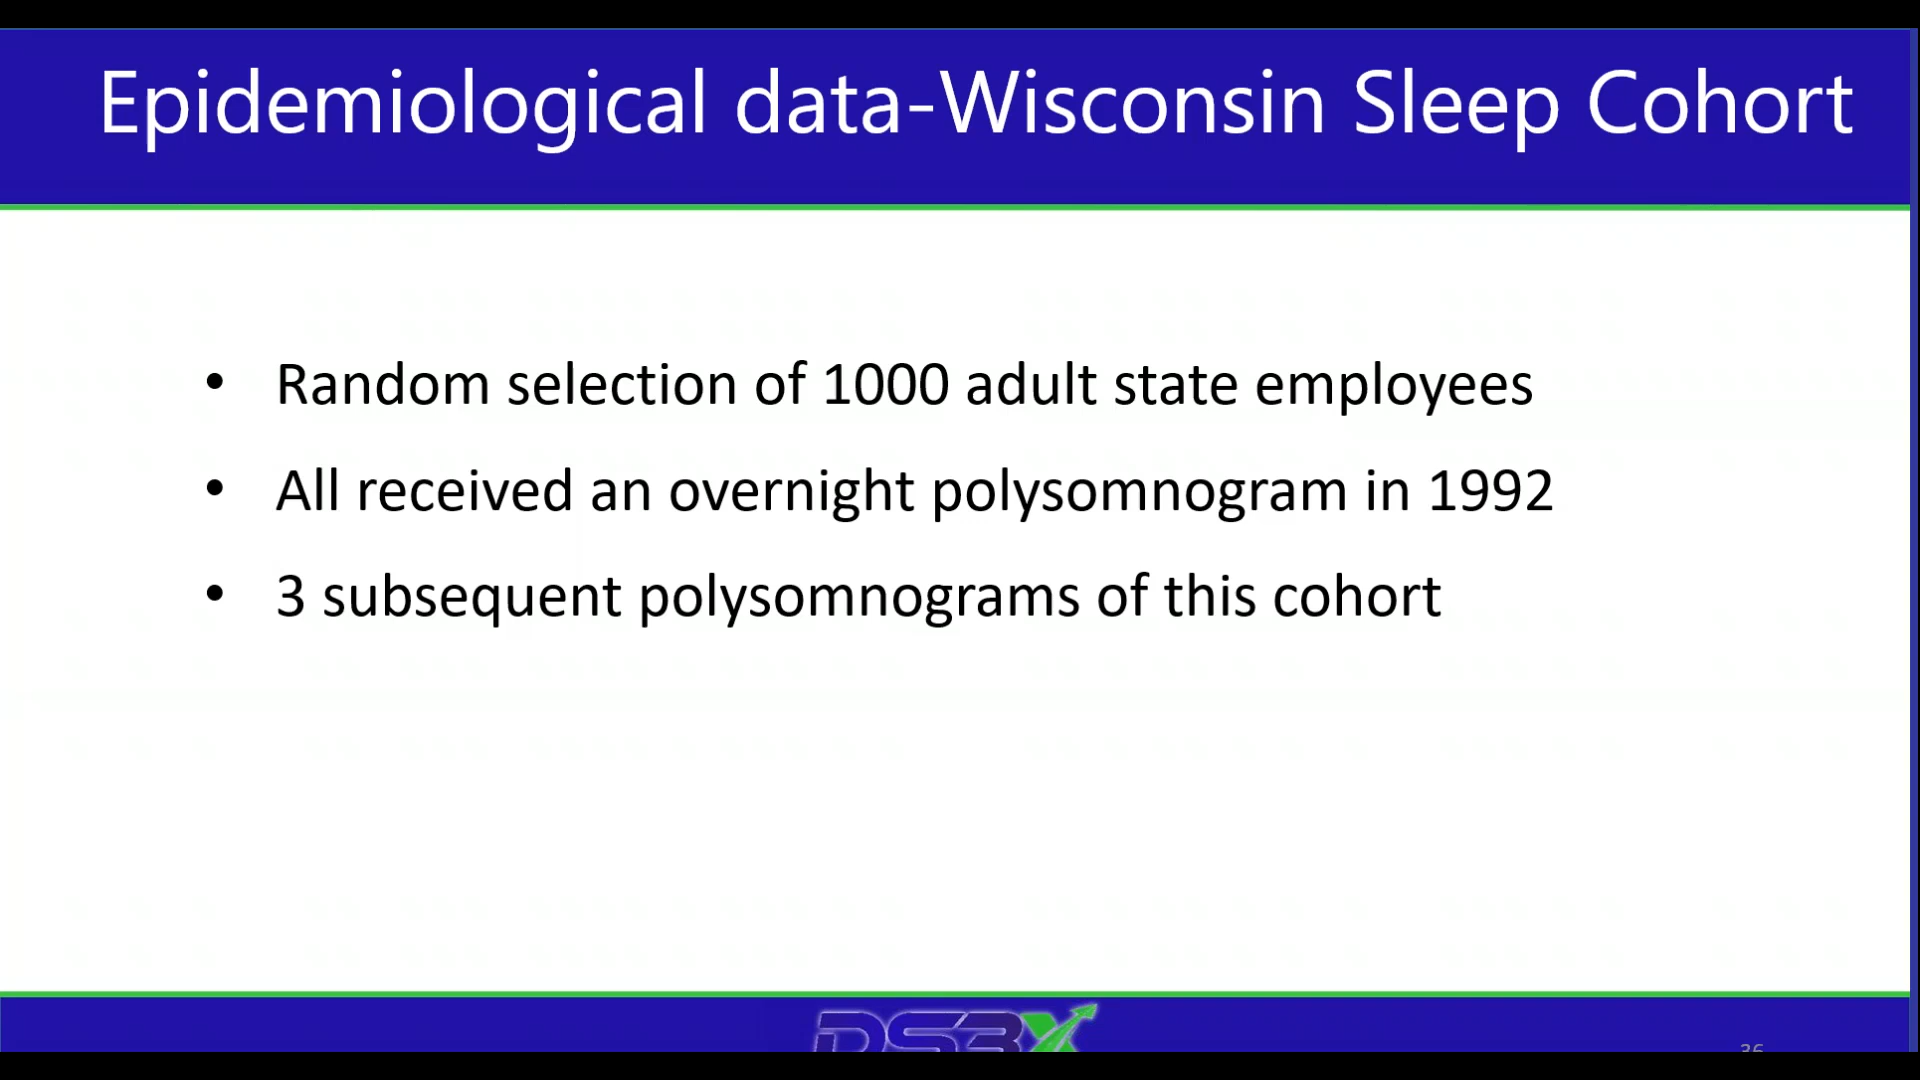 Epidemiological data-Wisconsin Sleep Cohort
• Random selection of 1000 adult state employees
• All received an overnight polysomnogram in 1992
• 3 subsequent polysomnograms of this cohort
DS3X
36